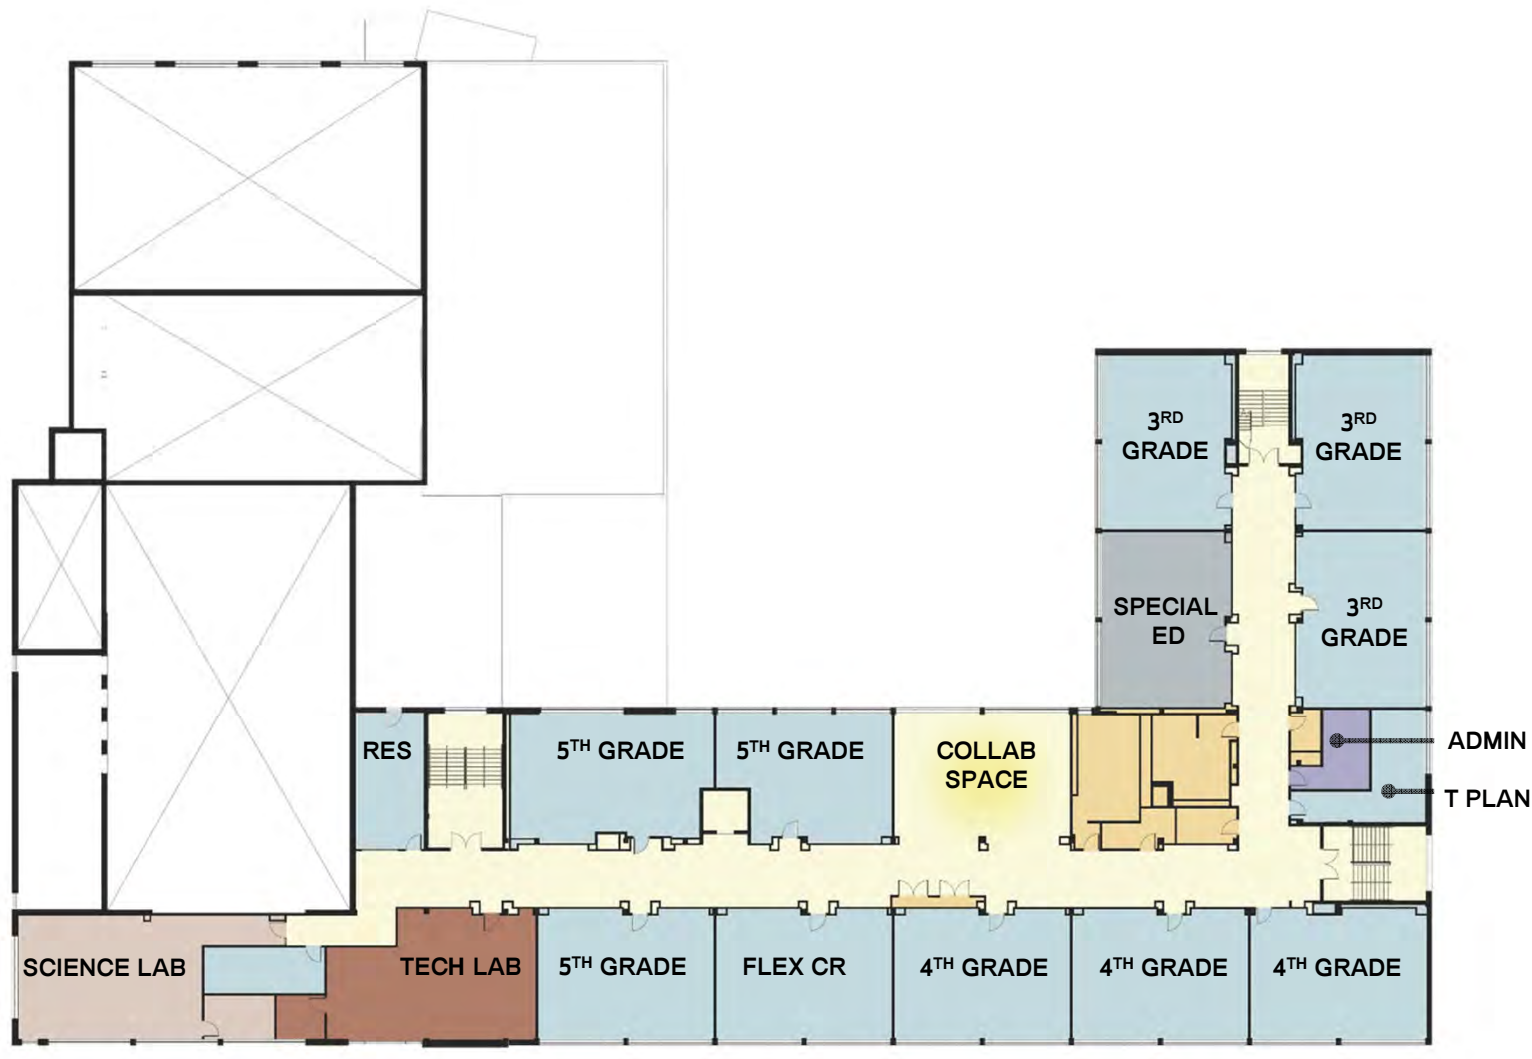 3RD
GRADE
3RD
GRADE
SPECIAL
ED
3RD
GRADE
RES
5TH GRADE
5TH GRADE
COLLAB
SPACE
ADMIN
T PLAN
SCIENCE LAB
TECH LAB
5TH GRADE
FLEX CR
4TH GRADE
4TH GRADE
4TH GRADE